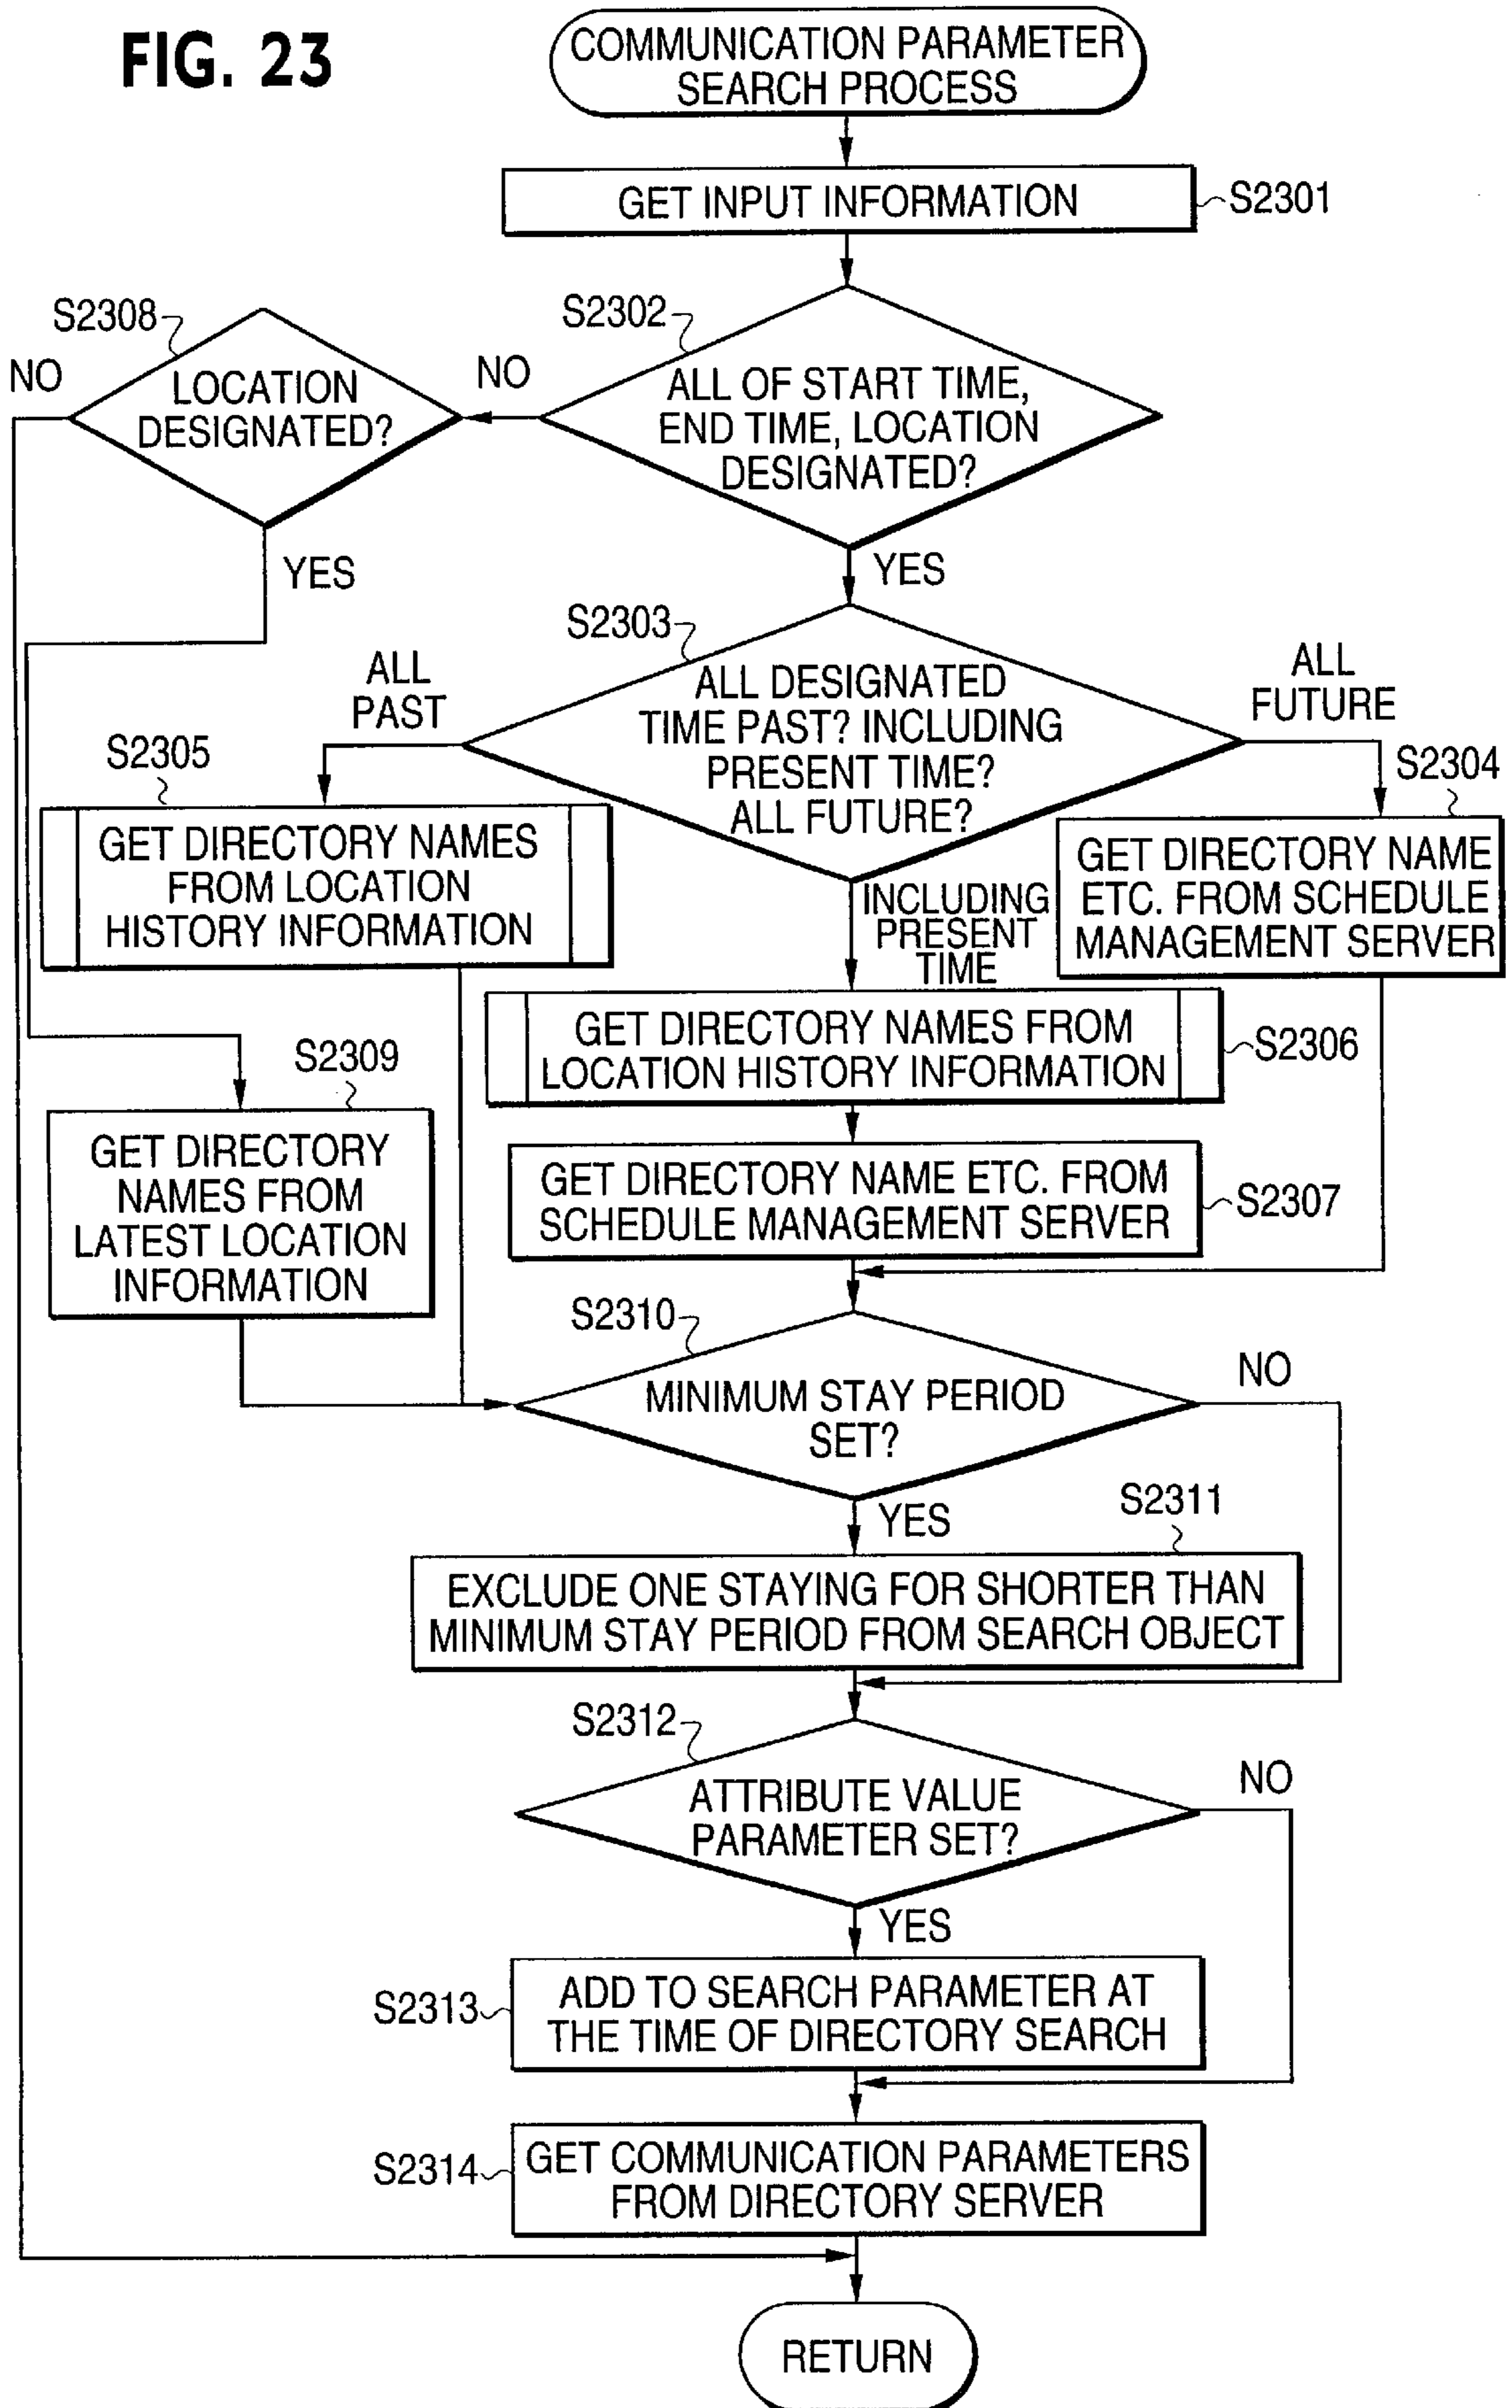 FIG. 23
COMMUNICATION PARAMETER
SEARCH PROCESS
GET INPUT INFORMATION
S2301
S2302
ALL OF START TIME,
END TIME, LOCATION
DESIGNATED?
NO
YES
S2308
LOCATION
DESIGNATED?
NO
YES
S2303
ALL DESIGNATED
TIME PAST? INCLUDING
PRESENT TIME?
ALL FUTURE?
ALL
PAST
ALL
FUTURE
INCLUDING
PRESENT
TIME
S2305
GET DIRECTORY NAMES
FROM LOCATION
HISTORY INFORMATION
S2304
GET DIRECTORY NAME
ETC. FROM SCHEDULE
MANAGEMENT SERVER
GET DIRECTORY NAMES FROM
LOCATION HISTORY INFORMATION
S2306
S2309
GET DIRECTORY
NAMES FROM
LATEST LOCATION
INFORMATION
GET DIRECTORY NAME ETC. FROM
SCHEDULE MANAGEMENT SERVER
S2307
S2310
MINIMUM STAY PERIOD
SET?
NO
YES
S2311
EXCLUDE ONE STAYING FOR SHORTER THAN
MINIMUM STAY PERIOD FROM SEARCH OBJECT
S2312
ATTRIBUTE VALUE
PARAMETER SET?
NO
YES
S2313
ADD TO SEARCH PARAMETER AT
THE TIME OF DIRECTORY SEARCH
S2314
GET COMMUNICATION PARAMETERS
FROM DIRECTORY SERVER
RETURN